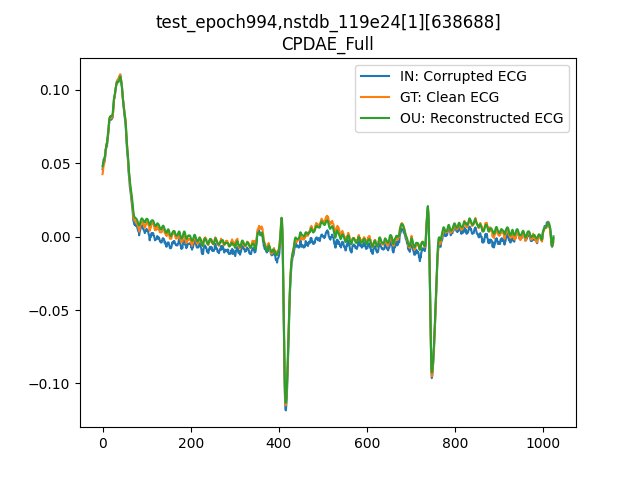 test_epoch994,nstdb_119e24[1][638688]
CPDAE_Full
IN: Corrupted ECG
GT: Clean ECG
OU: Reconstructed ECG
0.10
0.05
0.00
−0.05
−0.10
0 200 400 600 800 1000